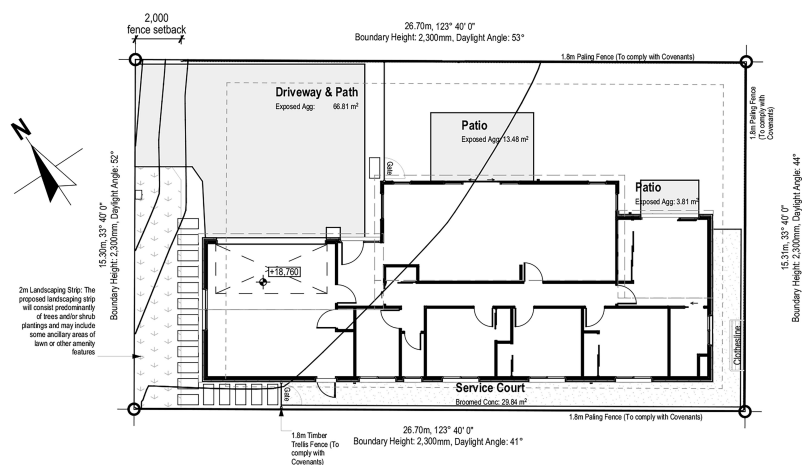 2,000
fence setback
26.70m, 123° 40' 0"
Boundary Height: 2,300mm, Daylight Angle: 53°
1.8m Paling Fence (To comply with Covenants)
Driveway & Path
Exposed Agg: 66.81 m²
Patio
Exposed Agg: 13.48 m²
1.8m Paling Fence
(To comply with
Covenants)
N
Gate
Patio
Exposed Agg: 3.81 m²
15.30m, 33° 40' 0"
Boundary Height: 2,300mm, Daylight Angle: 52°
15.31m, 33° 40' 0"
Boundary Height: 2,300mm, Daylight Angle: 44°
+18,760
2m Landscaping Strip: The
proposed landscaping strip
will consist predominantly
of trees and/or shrub
plantings and may include
some ancillary areas of
lawn or other amenity
features
Clothesline
Gate
Service Court
Broomed Conc: 29.84 m²
1.8m Paling Fence (To comply with Covenants)
26.70m, 123° 40' 0"
Boundary Height: 2,300mm, Daylight Angle: 41°
1.8m Timber
Trellis Fence (To
comply with
Covenants)